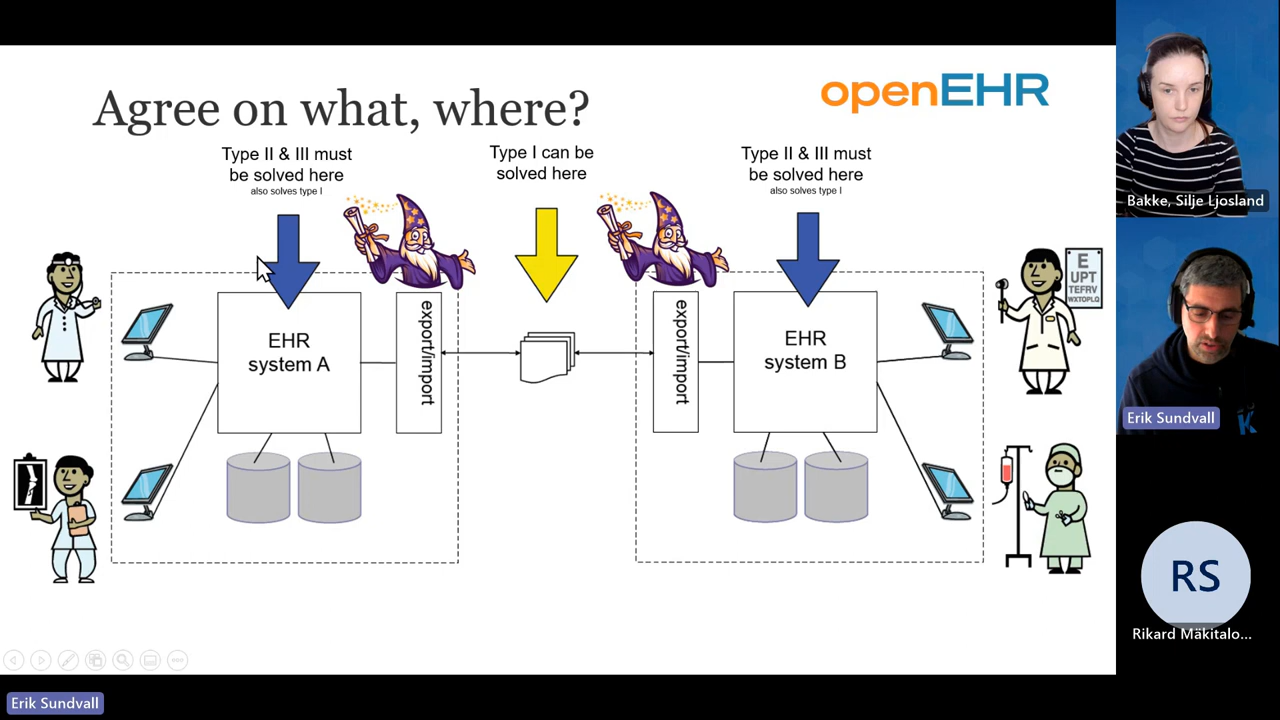 Agree on what, where?
openEHR
Type II & III must
be solved here
also solves type I
Type I can be
solved here
Type II & III must
be solved here
also solves type I
EHR
system A
export/import
export/import
EHR
system B
E
UPT
TEFRV
WXTOPLQ
Bakke, Silje Ljosland
Erik Sundvall
K
RS
Rikard Mäkitalo...
Erik Sundvall